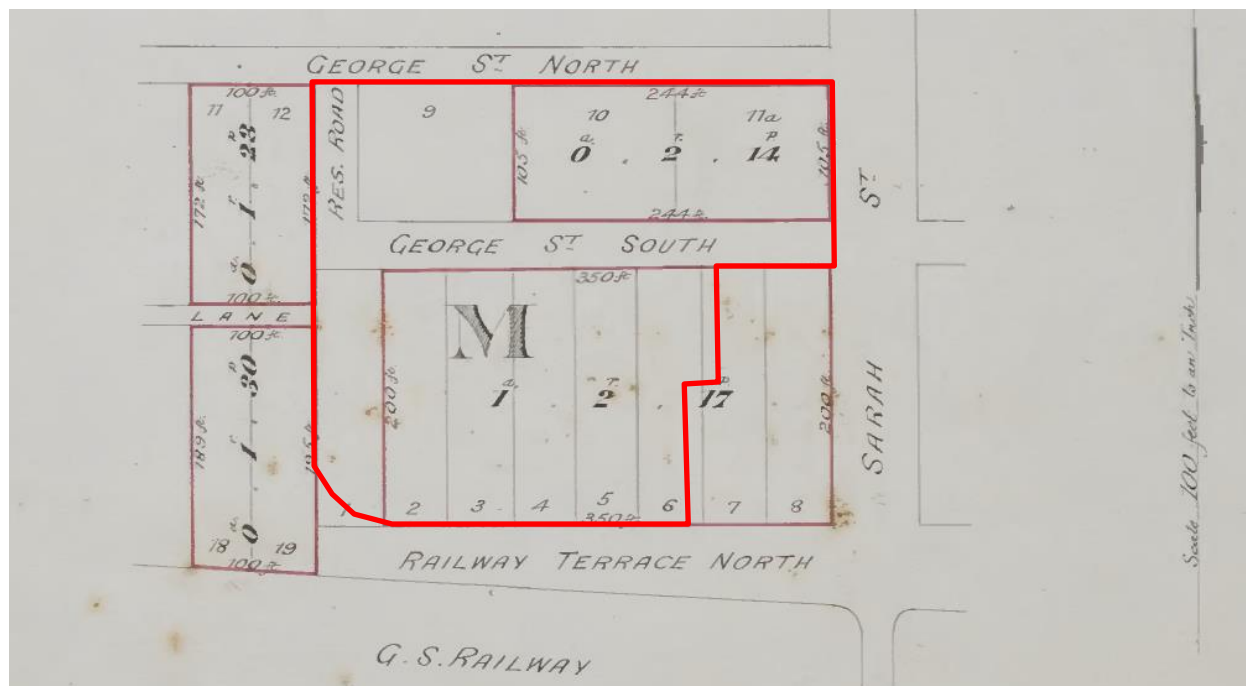 GEORGE ST NORTH
100 ft.
11 12
a. r. p.
0 . 1 . 23
172 ft.
172 ft.
100 ft.
RES. ROAD
9
244 ft
10 11a
a. r. p.
0 . 2 . 14
105 ft.
105 ft.
244 ft.
GEORGE ST SOUTH
LANE
100 ft.
a. r. p.
0 . 1 . 30
189 ft.
195 ft.
18 19
100 ft
350 ft
M
a. r. p.
1 . 2 . 17
200 ft.
200 ft.
1 2 3 4 5 6 7 8
350 ft
RAILWAY TERRACE NORTH
G.S. RAILWAY
SARAH ST
Scale 100 feet to an Inch